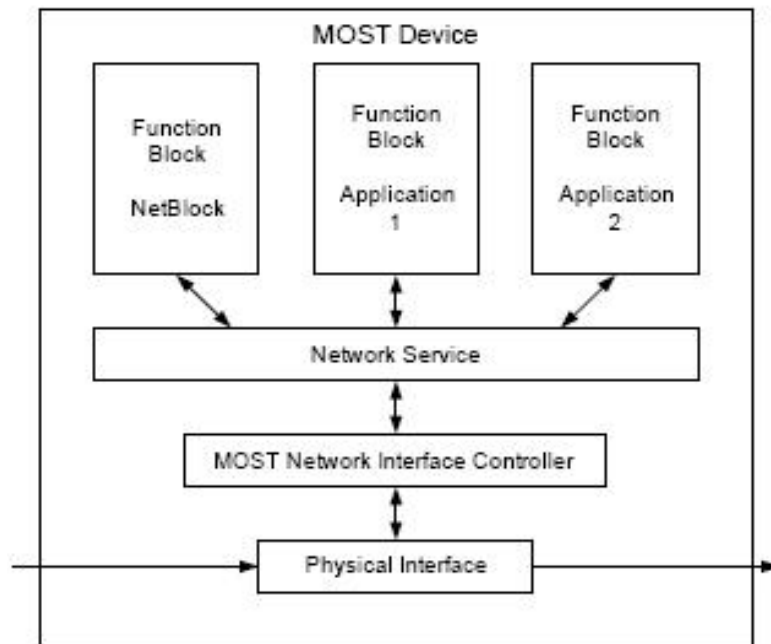 MOST Device
Function
Block
NetBlock
Function
Block
Application
1
Function
Block
Application
2
Network Service
MOST Network Interface Controller
Physical Interface